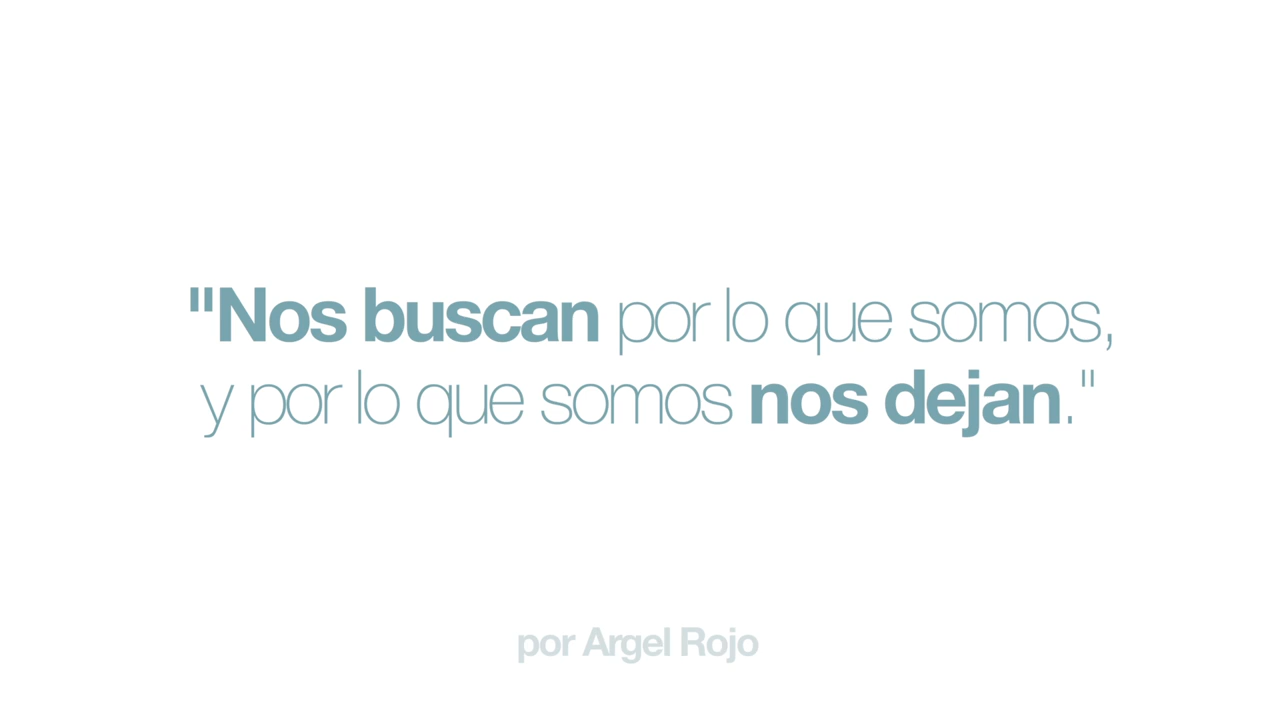 "Nos buscan por lo que somos,
y por lo que somos nos dejan."
por Argel Rojo